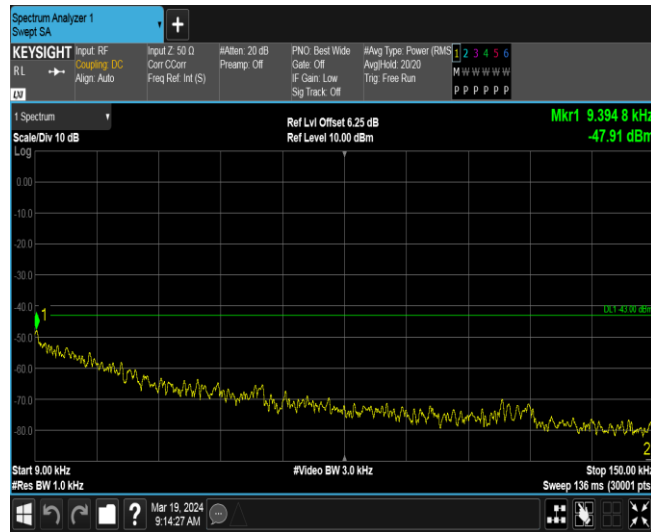 Spectrum Analyzer 1
Swept SA
+
KEYSIGHT
RL
LXI
Input: RF
Coupling: DC
Align: Auto
Input Z: 50 Ω
Corr CCorr
Freq Ref: Int (S)
#Atten: 20 dB
Preamp: Off
PNO: Best Wide
Gate: Off
IF Gain: Low
Sig Track: Off
#Avg Type: Power (RMS
Avg|Hold: 20/20
Trig: Free Run
1 2 3 4 5 6
M W W W W W
P P P P P P
1 Spectrum
Scale/Div 10 dB
Log
Ref Lvl Offset 6.25 dB
Ref Level 10.00 dBm
Mkr1 9.394 8 kHz
-47.91 dBm
0.00
-10.0
-20.0
-30.0
-40.0
-50.0
-60.0
-70.0
-80.0
1
DL1 -43.00 dBm
2
Start 9.00 kHz
#Res BW 1.0 kHz
#Video BW 3.0 kHz
Stop 150.00 kHz
Sweep 136 ms (30001 pts
?
Mar 19, 2024
9:14:27 AM